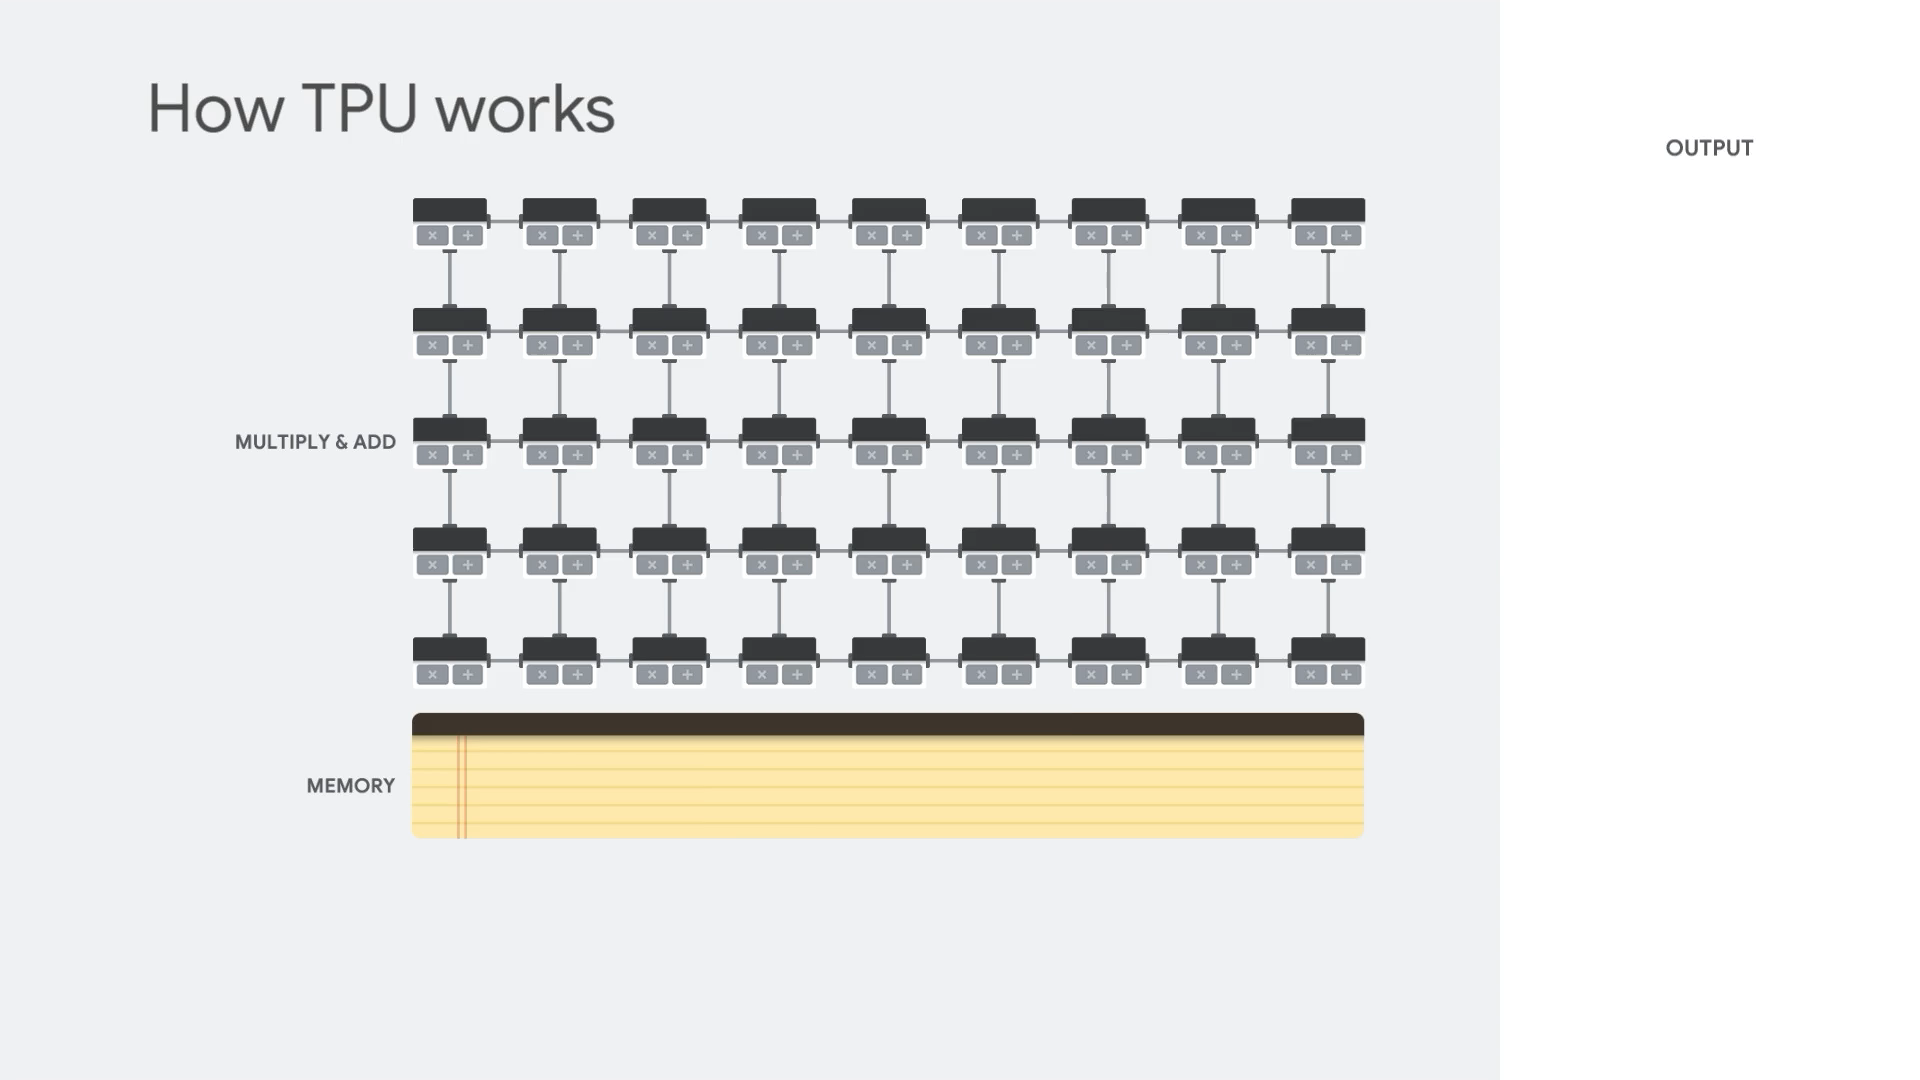 How TPU works
OUTPUT
× + × + × + × + × + × + × + × + × +
× + × + × + × + × + × + × + × + × +
MULTIPLY & ADD
× + × + × + × + × + × + × + × + × +
× + × + × + × + × + × + × + × + × +
× + × + × + × + × + × + × + × + × +
MEMORY